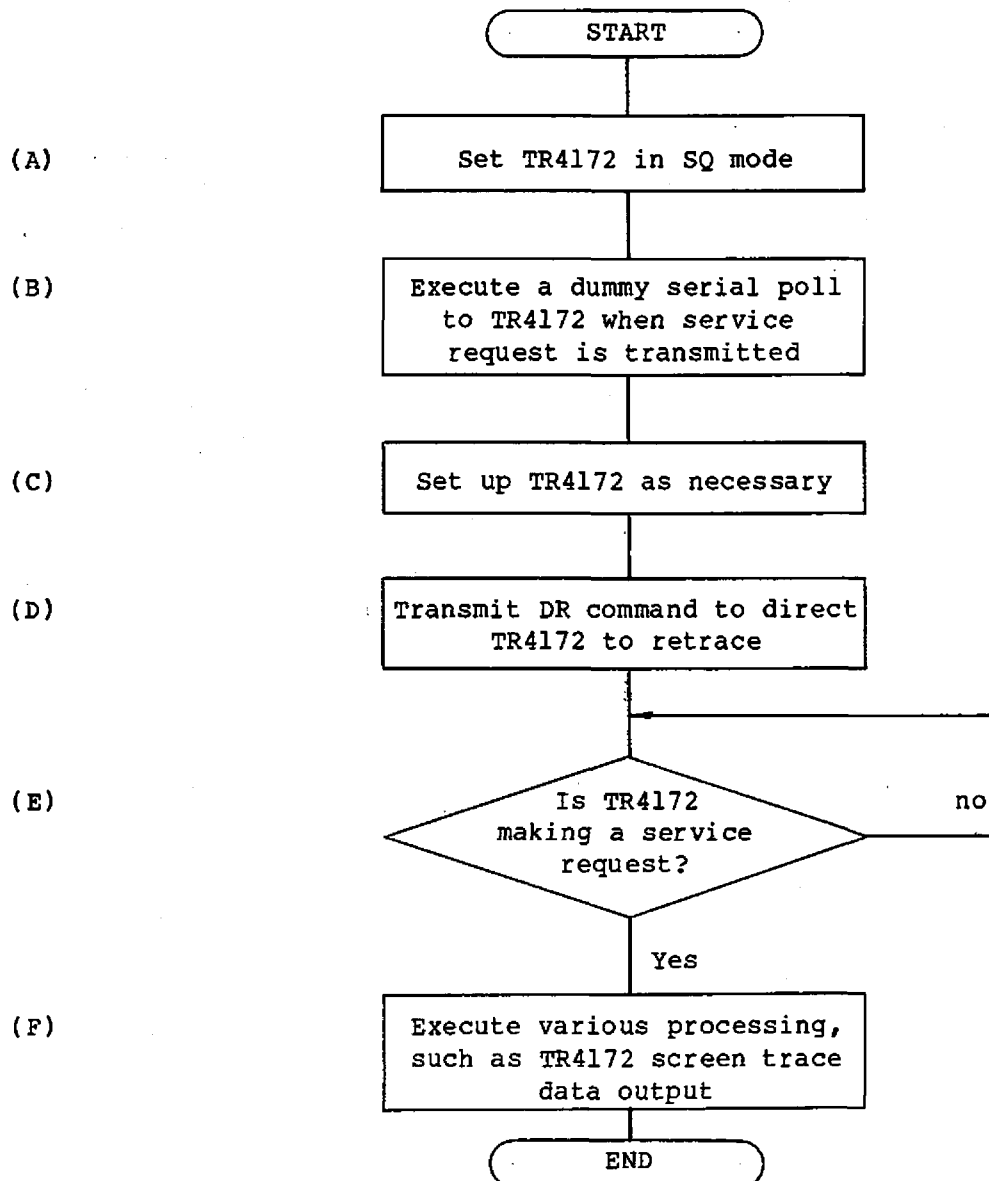 START
(A)
Set TR4172 in SQ mode
(B)
Execute a dummy serial poll
to TR4172 when service
request is transmitted
(C)
Set up TR4172 as necessary
(D)
Transmit DR command to direct
TR4172 to retrace
(E)
Is TR4172
making a service
request?
no
Yes
(F)
Execute various processing,
such as TR4172 screen trace
data output
END